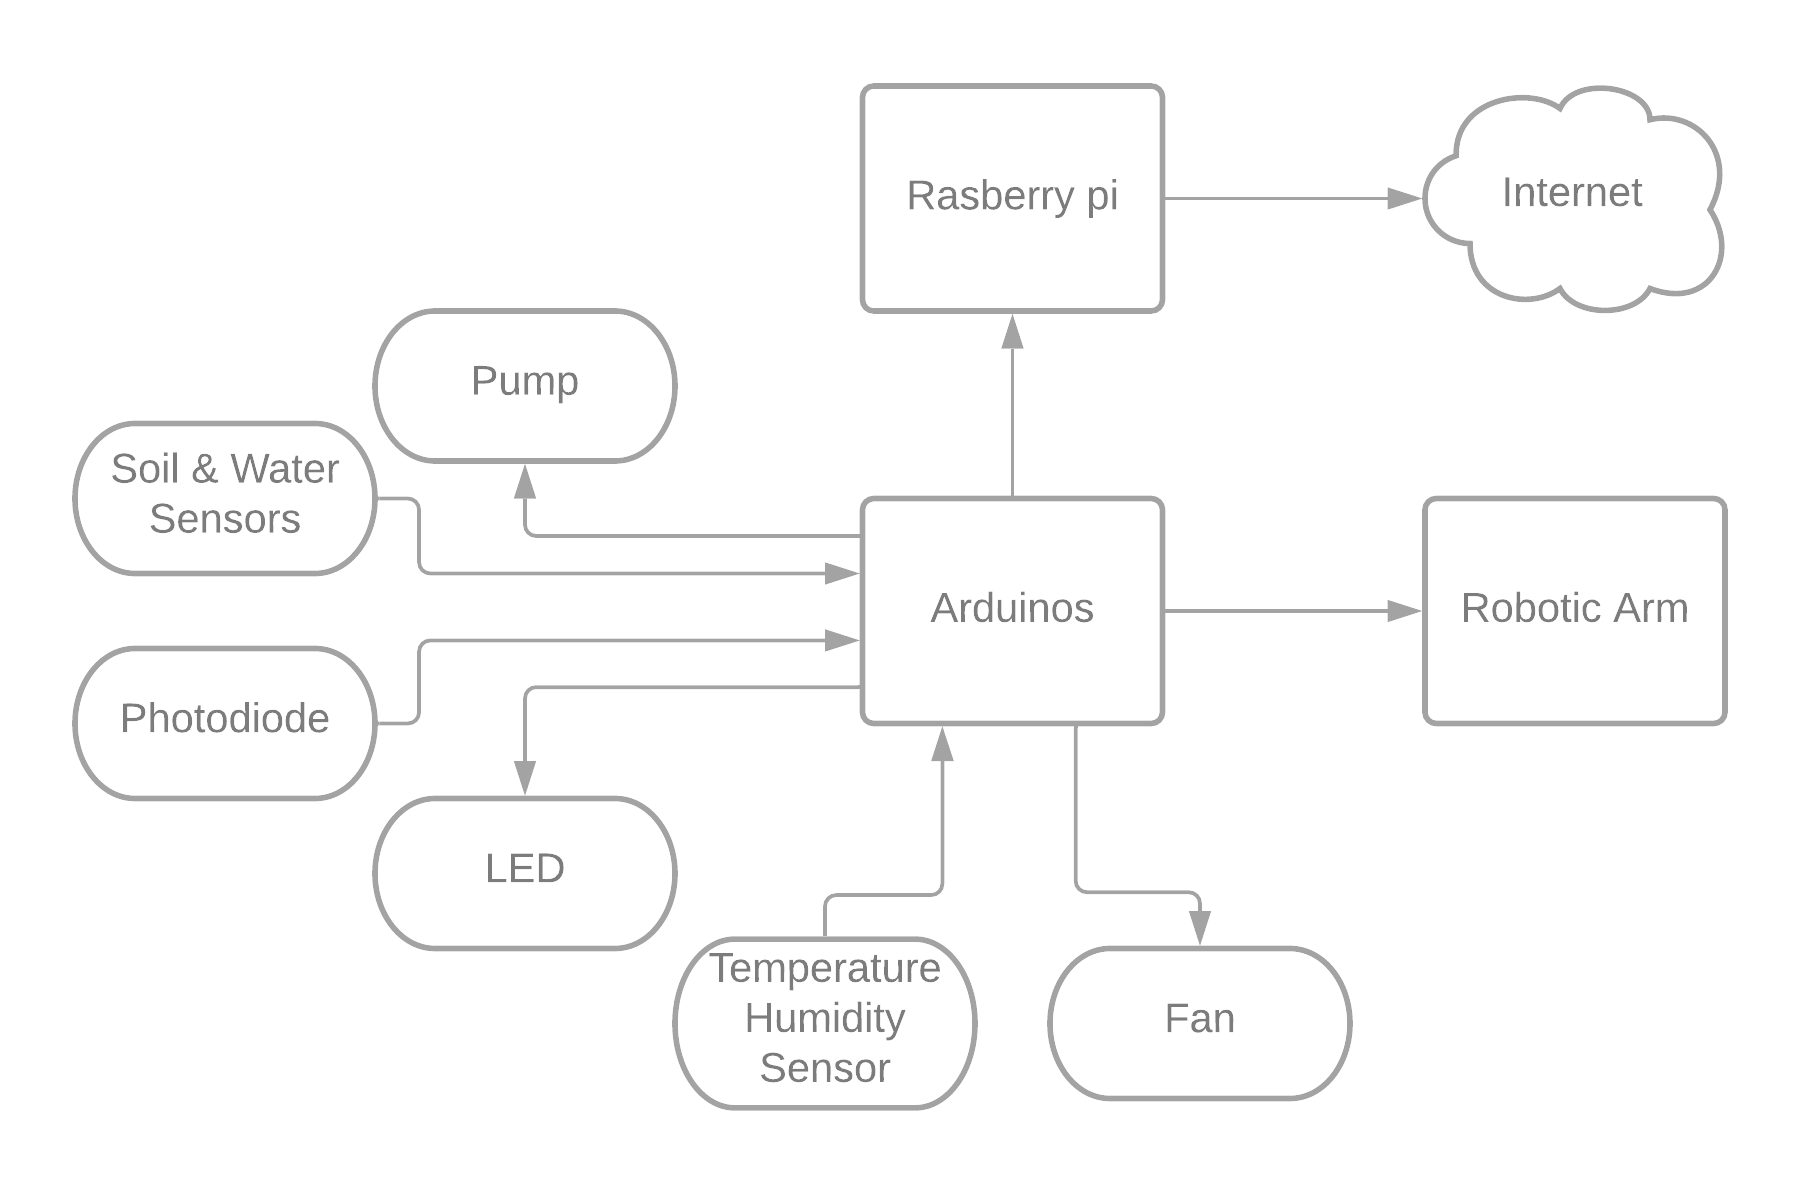 Rasberry pi
Internet
Pump
Soil & Water
Sensors
Arduinos
Robotic Arm
Photodiode
LED
Temperature
Humidity
Sensor
Fan